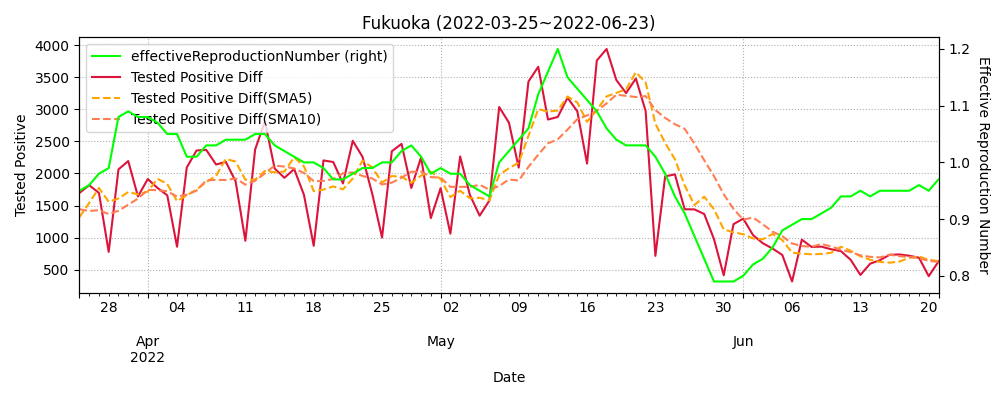 Fukuoka (2022-03-25~2022-06-23)
effectiveReproductionNumber (right)
Tested Positive Diff
Tested Positive Diff(SMA5)
Tested Positive Diff(SMA10)
Tested Positive
4000
3500
3000
2500
2000
1500
1000
500
Effective Reproduction Number
1.2
1.1
1.0
0.9
0.8
28 04 11 18 25 02 09 16 23 30 06 13 20
Apr May Jun
2022
Date